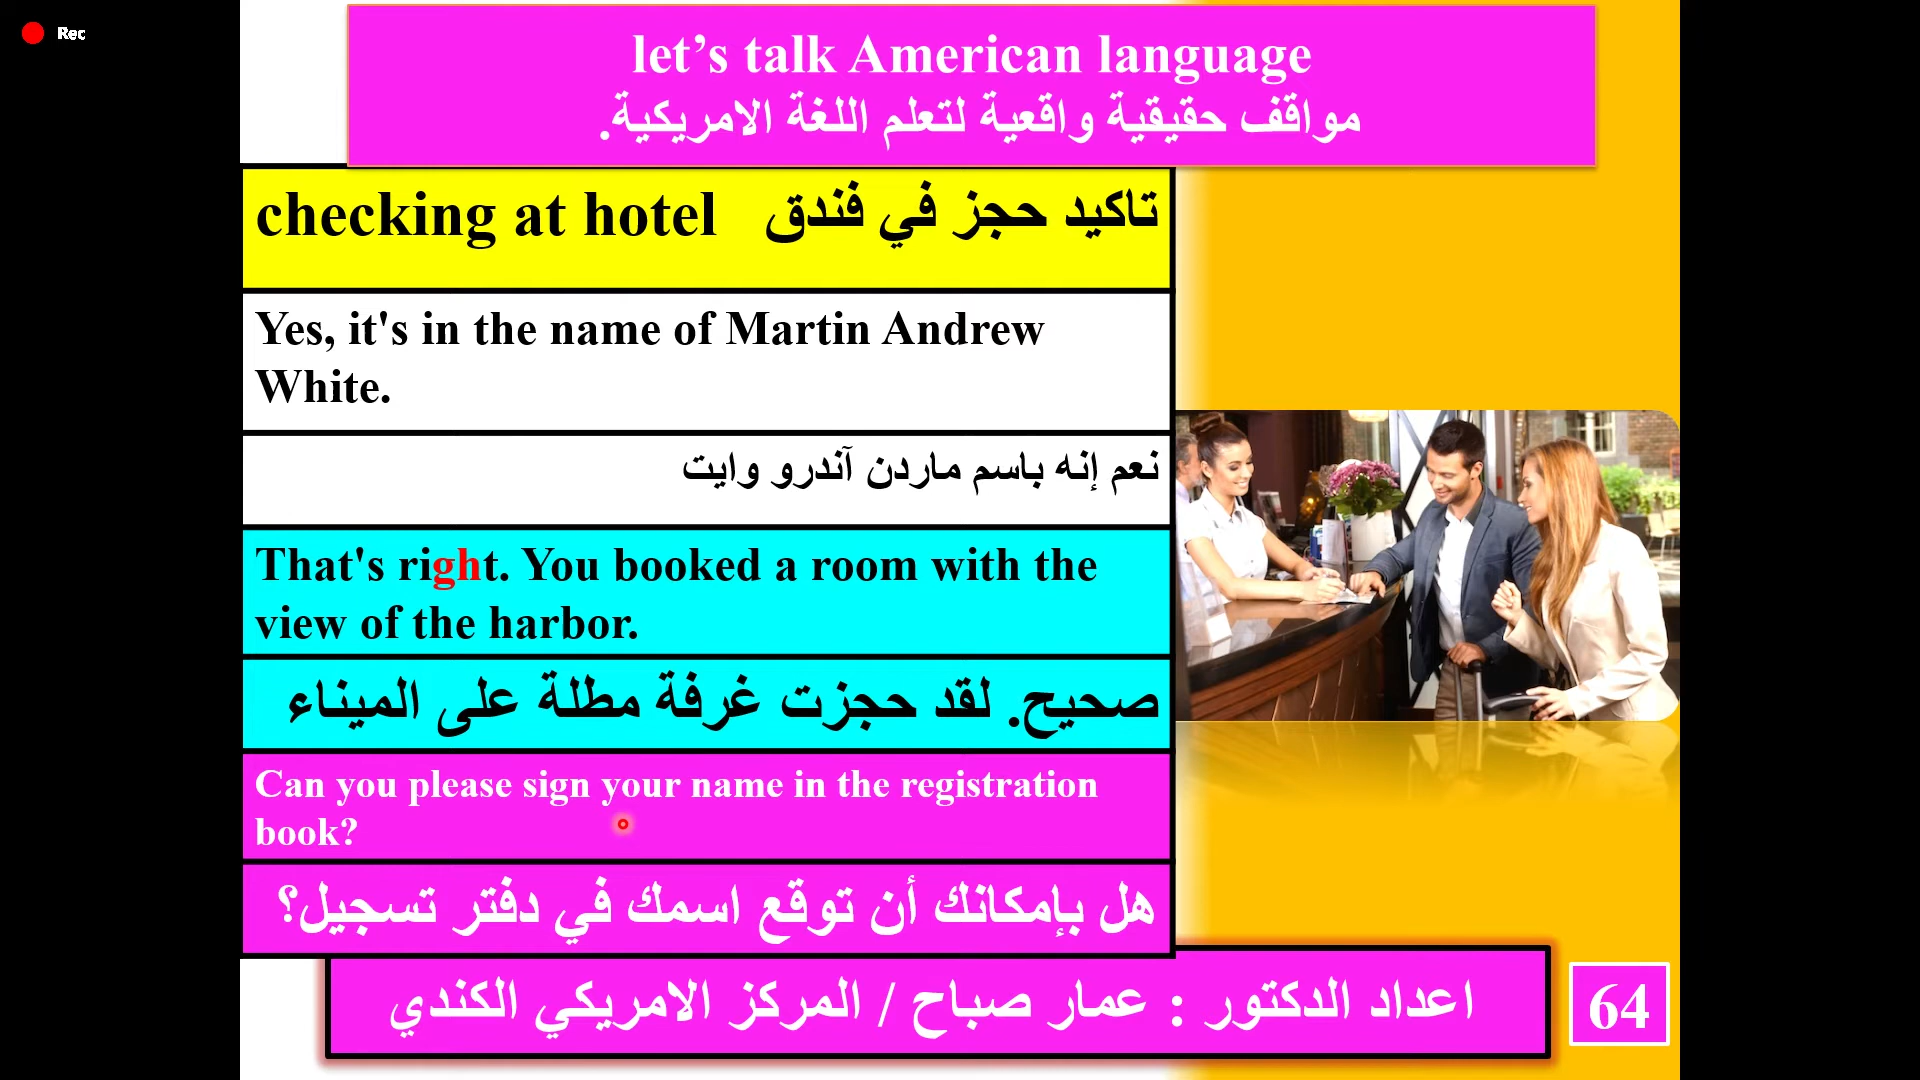 Rec
let’s talk American language
مواقف حقيقية واقعية لتعلم اللغة الامريكية.
checking at hotel تاكيد حجز في فندق
Yes, it's in the name of Martin Andrew
White.
نعم إنه باسم ماردن آندرو وايت
That's right. You booked a room with the
view of the harbor.
صحيح. لقد حجزت غرفة مطلة على الميناء
Can you please sign your name in the registration
book?
هل بإمكانك أن توقع اسمك في دفتر تسجيل؟
اعداد الدكتور : عمار صباح / المركز الامريكي الكندي
64